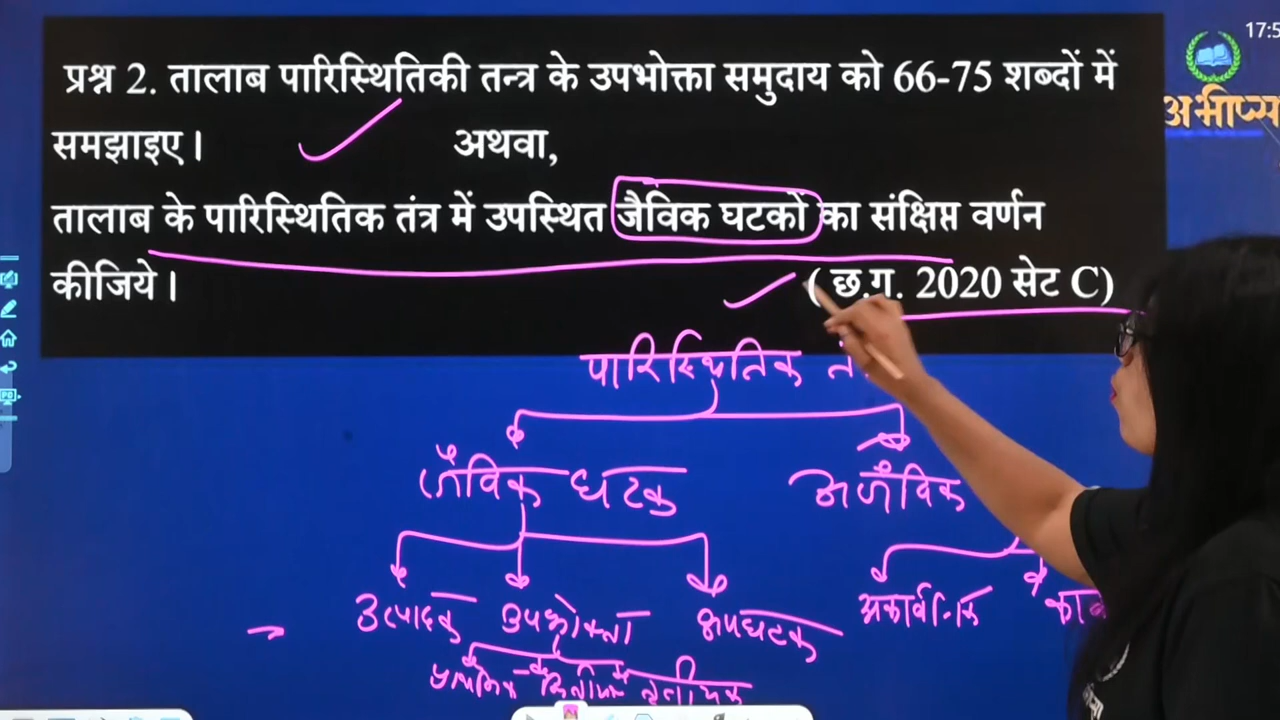 17:5
प्रश्न 2. तालाब पारिस्थितिकी तन्त्र के उपभोक्ता समुदाय को 66-75 शब्दों में
समझाइए। अथवा,
तालाब के पारिस्थितिक तंत्र में उपस्थित जैविक घटकों का संक्षिप्त वर्णन
कीजिये। ( छ.ग. 2020 सेट C)
अभीप्स
पारिस्थितिक
जैविक घटक अजैविक
उत्पादक उपभोक्ता अपघटक अकार्बनिक
प्राथमिक द्वितीयक तृतीयक